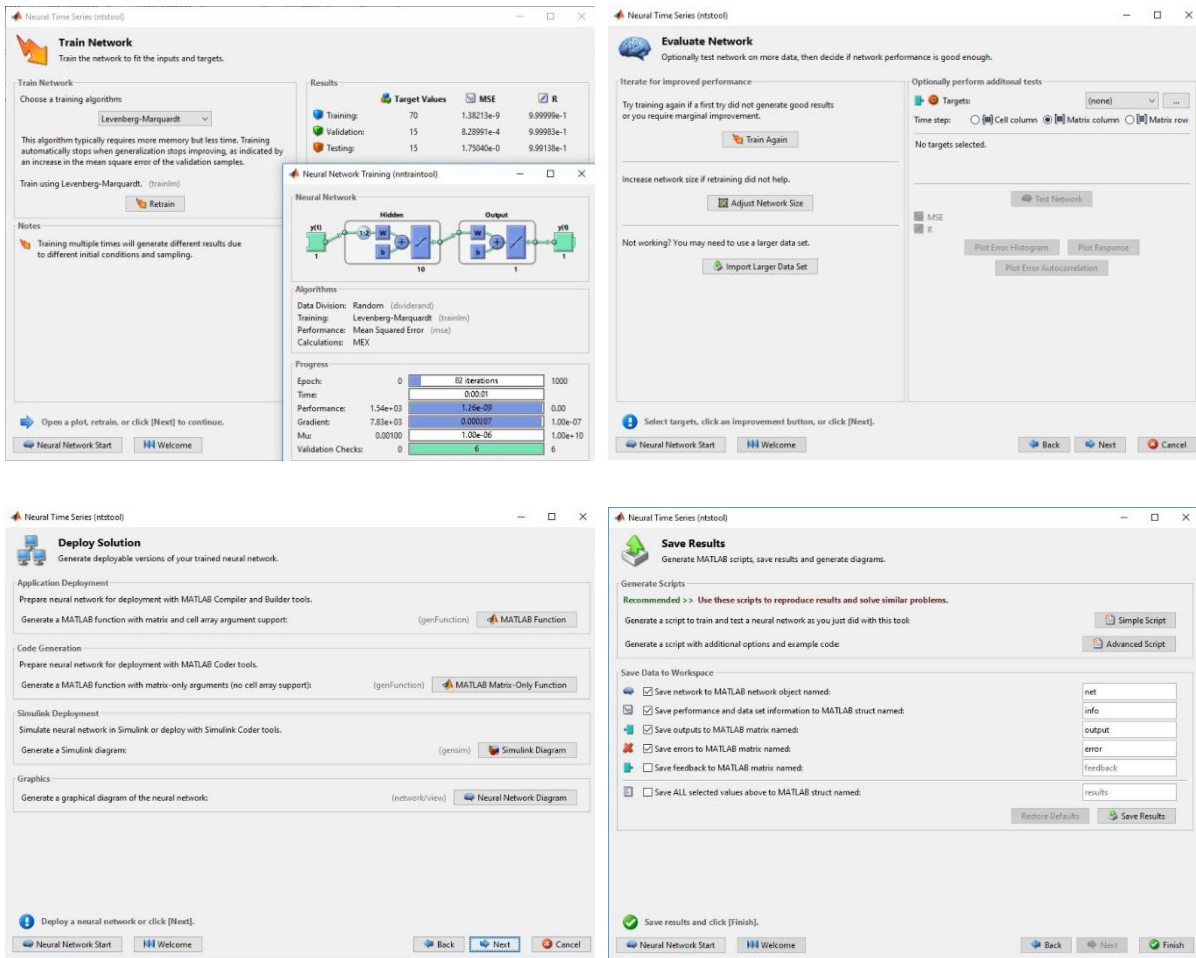 Neural Time Series (ntstool)
Train Network
Train the network to fit the inputs and targets.
Train Network
Choose a training algorithm:
Levenberg-Marquardt
This algorithm typically requires more memory but less time. Training
automatically stops when generalization stops improving, as indicated by
an increase in the mean square error of the validation samples.
Train using Levenberg-Marquardt. (trainlm)
Retrain
Notes
Training multiple times will generate different results due
to different initial conditions and sampling.
Open a plot, retrain, or click [Next] to continue.
Neural Network Start Welcome
Results
Target Values MSE R
Training: 70 1.38213e-9 9.99999e-1
Validation: 15 8.28991e-4 9.99983e-1
Testing: 15 1.75040e-0 9.99138e-1
Neural Network Training (nntraintool)
Neural Network
Hidden Output
y(t) 1:2 W b W b y(t)
1 10 1 1
Algorithms
Data Division: Random (dividerand)
Training: Levenberg-Marquardt (trainlm)
Performance: Mean Squared Error (mse)
Calculations: MEX
Progress
Epoch: 0 82 iterations 1000
Time: 0:00:01
Performance: 1.54e+03 1.26e-09 0.00
Gradient: 7.83e+03 0.000207 1.00e-07
Mu: 0.00100 1.00e-06 1.00e+10
Validation Checks: 0 6 6
Neural Time Series (ntstool)
Evaluate Network
Optionally test network on more data, then decide if network performance is good enough.
Iterate for improved performance
Try training again if a first try did not generate good results
or you require marginal improvement.
Train Again
Increase network size if retraining did not help.
Adjust Network Size
Not working? You may need to use a larger data set.
Import Larger Data Set
Optionally perform additonal tests
Targets: (none) ...
Time step: Cell column Matrix column Matrix row
No targets selected.
Test Network
MSE
R
Plot Error Histogram Plot Response
Plot Error Autocorrelation
Select targets, click an improvement button, or click [Next].
Neural Network Start Welcome Back Next Cancel
Neural Time Series (ntstool)
Deploy Solution
Generate deployable versions of your trained neural network.
Application Deployment
Prepare neural network for deployment with MATLAB Compiler and Builder tools.
Generate a MATLAB function with matrix and cell array argument support: (genFunction) MATLAB Function
Code Generation
Prepare neural network for deployment with MATLAB Coder tools.
Generate a MATLAB function with matrix-only arguments (no cell array support): (genFunction) MATLAB Matrix-Only Function
Simulink Deployment
Simulate neural network in Simulink or deploy with Simulink Coder tools.
Generate a Simulink diagram: (gensim) Simulink Diagram
Graphics
Generate a graphical diagram of the neural network: (network/view) Neural Network Diagram
Deploy a neural network or click [Next].
Neural Network Start Welcome Back Next Cancel
Neural Time Series (ntstool)
Save Results
Generate MATLAB scripts, save results and generate diagrams.
Generate Scripts
Recommended >> Use these scripts to reproduce results and solve similar problems.
Generate a script to train and test a neural network as you just did with this tool: Simple Script
Generate a script with additional options and example code: Advanced Script
Save Data to Workspace
Save network to MATLAB network object named: net
Save performance and data set information to MATLAB struct named: info
Save outputs to MATLAB matrix named: output
Save errors to MATLAB matrix named: error
Save feedback to MATLAB matrix named: feedback
Save ALL selected values above to MATLAB struct named: results
Restore Defaults Save Results
Save results and click [Finish].
Neural Network Start Welcome Back Next Finish